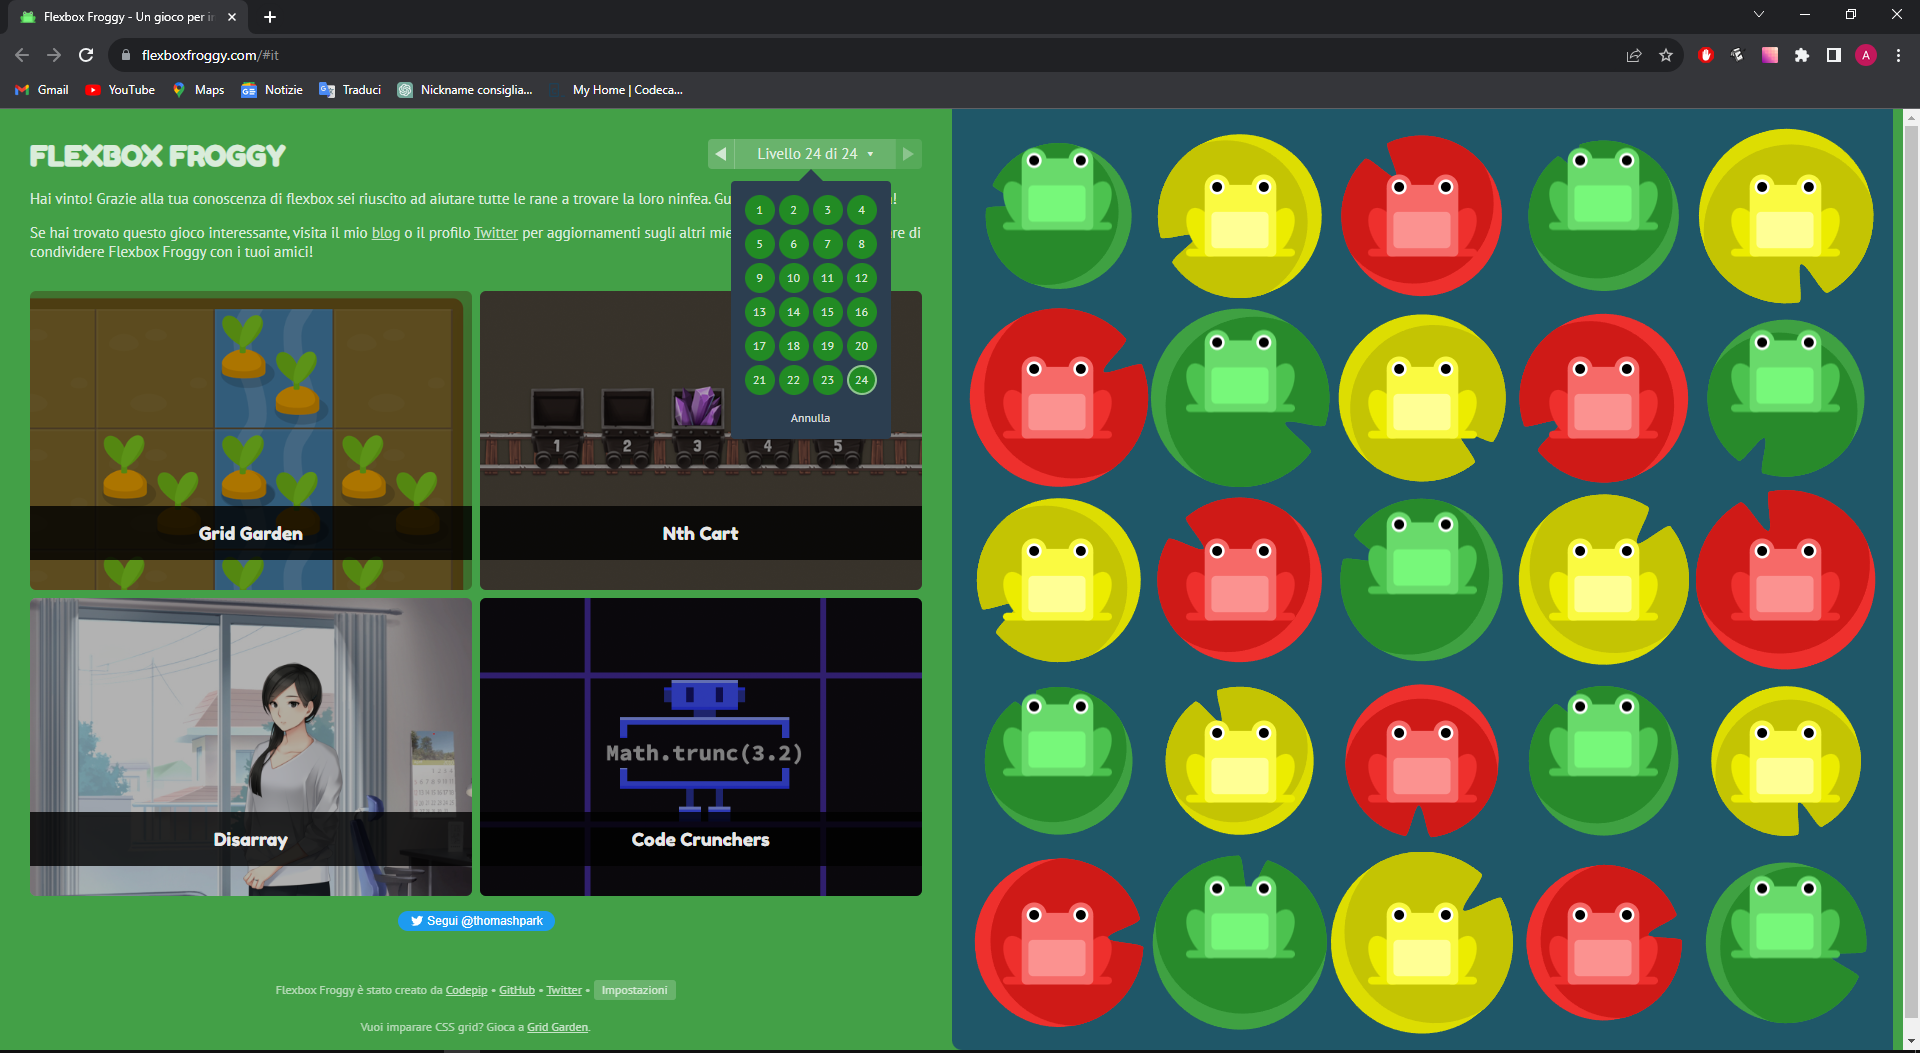 Flexbox Froggy - Un gioco per in
flexboxfroggy.com/#it
A
Gmail
YouTube
Maps
Notizie
Traduci
Nickname consiglia...
My Home | Codeca...
FLEXBOX FROGGY
Livello 24 di 24
Hai vinto! Grazie alla tua conoscenza di flexbox sei riuscito ad aiutare tutte le rane a trovare la loro ninfea. Gu !
Se hai trovato questo gioco interessante, visita il mio blog o il profilo Twitter per aggiornamenti sugli altri mie re di
condividere Flexbox Froggy con i tuoi amici!
1 2 3 4
5 6 7 8
9 10 11 12
13 14 15 16
17 18 19 20
21 22 23 24
Annulla
1 2 3 4 5
Grid Garden
Nth Cart
Math.trunc(3.2)
Disarray
Code Crunchers
Segui @thomashpark
Flexbox Froggy è stato creato da Codepip • GitHub • Twitter • Impostazioni
Vuoi imparare CSS grid? Gioca a Grid Garden.